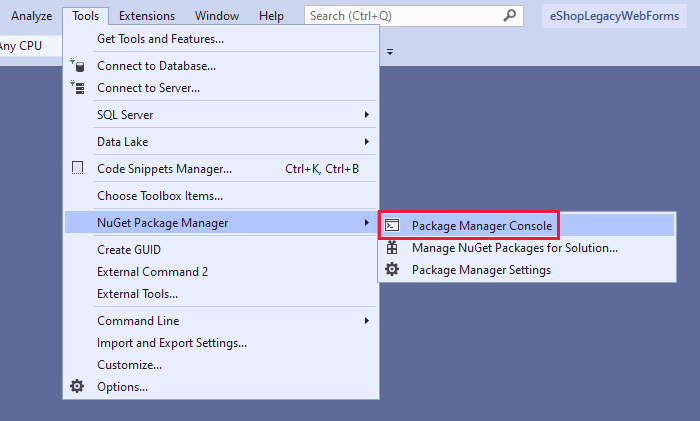 Analyze Tools Extensions Window Help Search (Ctrl+Q) eShopLegacyWebForms
Any CPU
Get Tools and Features...
Connect to Database...
Connect to Server...
SQL Server
Data Lake
Code Snippets Manager... Ctrl+K, Ctrl+B
Choose Toolbox Items...
NuGet Package Manager
Package Manager Console
Manage NuGet Packages for Solution...
Package Manager Settings
Create GUID
External Command 2
External Tools...
Command Line
Import and Export Settings...
Customize...
Options...